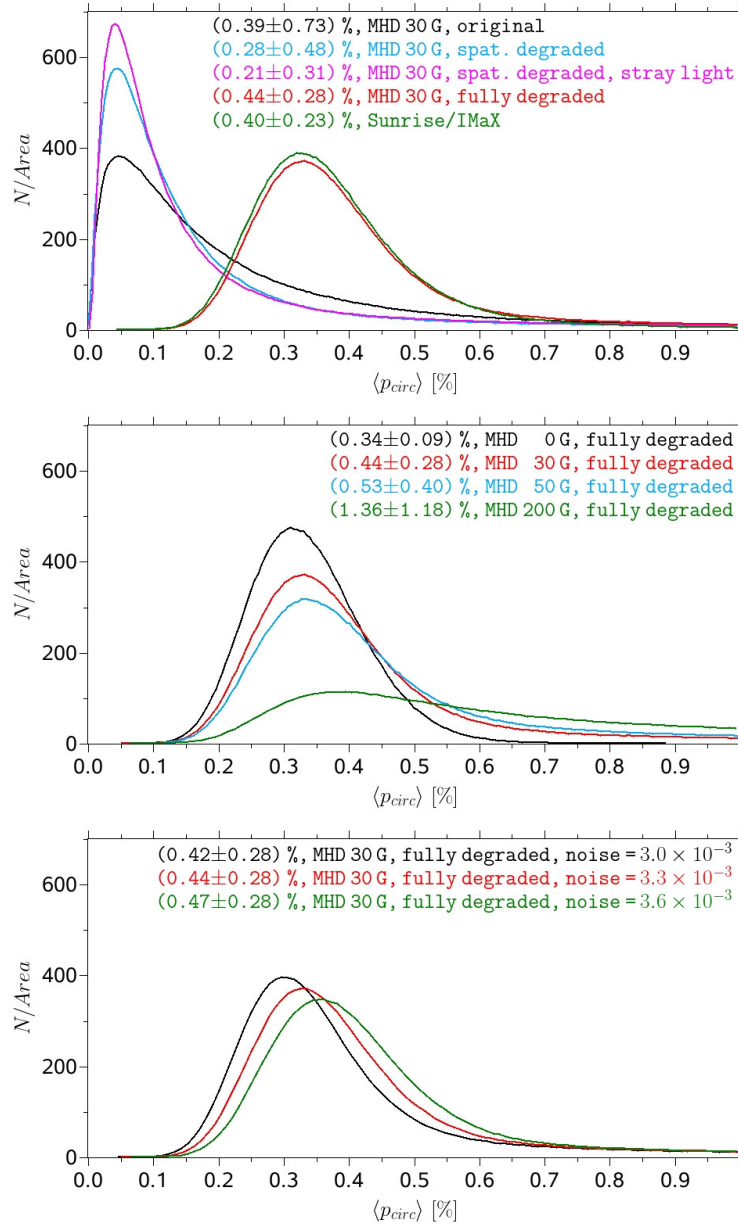 (0.39±0.73) %, MHD 30 G, original
(0.28±0.48) %, MHD 30 G, spat. degraded
(0.21±0.31) %, MHD 30 G, spat. degraded, stray light
(0.44±0.28) %, MHD 30 G, fully degraded
(0.40±0.23) %, Sunrise/IMaX
600
400
200
0
N/Area
0.0 0.1 0.2 0.3 0.4 0.5 0.6 0.7 0.8 0.9
⟨p_circ⟩ [%]
(0.34±0.09) %, MHD 0 G, fully degraded
(0.44±0.28) %, MHD 30 G, fully degraded
(0.53±0.40) %, MHD 50 G, fully degraded
(1.36±1.18) %, MHD 200 G, fully degraded
600
400
200
0
N/Area
0.0 0.1 0.2 0.3 0.4 0.5 0.6 0.7 0.8 0.9
⟨p_circ⟩ [%]
(0.42±0.28) %, MHD 30 G, fully degraded, noise = 3.0 × 10⁻³
(0.44±0.28) %, MHD 30 G, fully degraded, noise = 3.3 × 10⁻³
(0.47±0.28) %, MHD 30 G, fully degraded, noise = 3.6 × 10⁻³
600
400
200
0
N/Area
0.0 0.1 0.2 0.3 0.4 0.5 0.6 0.7 0.8 0.9
⟨p_circ⟩ [%]